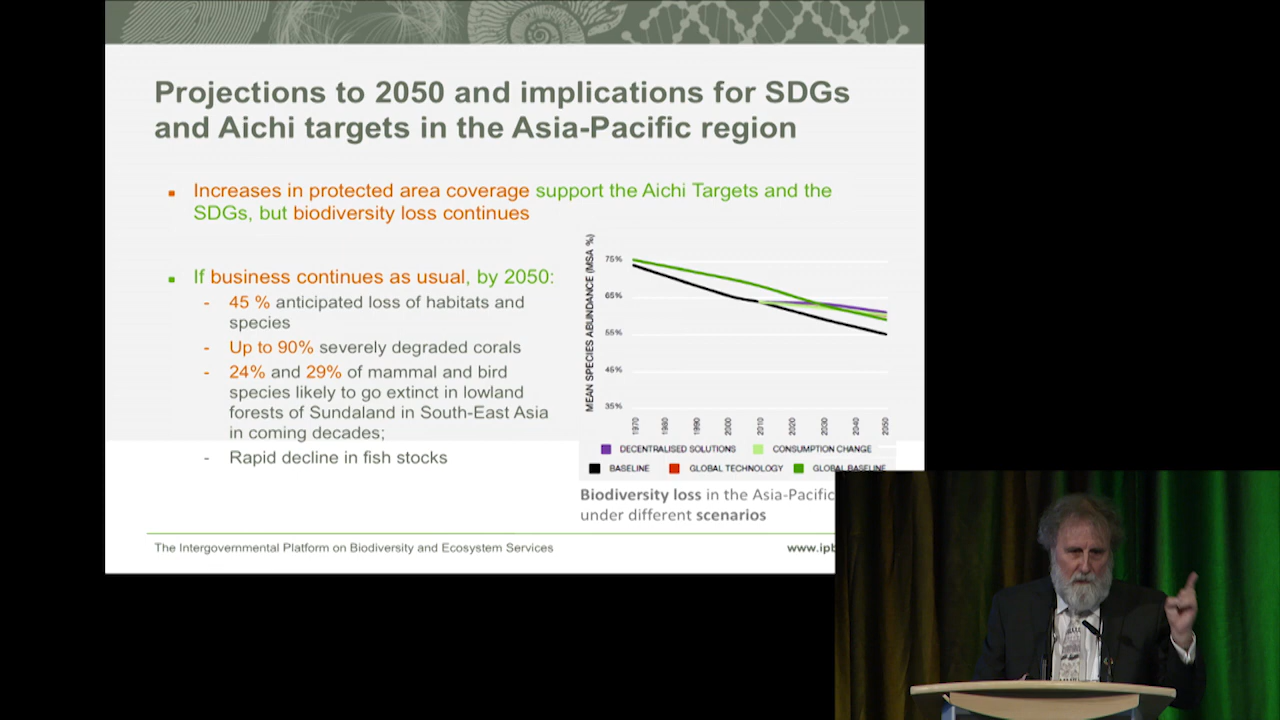 Projections to 2050 and implications for SDGs
and Aichi targets in the Asia-Pacific region
Increases in protected area coverage support the Aichi Targets and the
SDGs, but biodiversity loss continues
If business continues as usual, by 2050:
- 45 % anticipated loss of habitats and
species
- Up to 90% severely degraded corals
- 24% and 29% of mammal and bird
species likely to go extinct in lowland
forests of Sundaland in South-East Asia
in coming decades;
- Rapid decline in fish stocks
MEAN SPECIES ABUNDANCE (MSA %)
75%
65%
55%
45%
35%
1970 1980 1990 2000 2010 2020 2030 2040 2050
DECENTRALISED SOLUTIONS CONSUMPTION CHANGE
BASELINE GLOBAL TECHNOLOGY GLOBAL BASELINE
Biodiversity loss in the Asia-Pacific
under different scenarios
The Intergovernmental Platform on Biodiversity and Ecosystem Services www.ipb